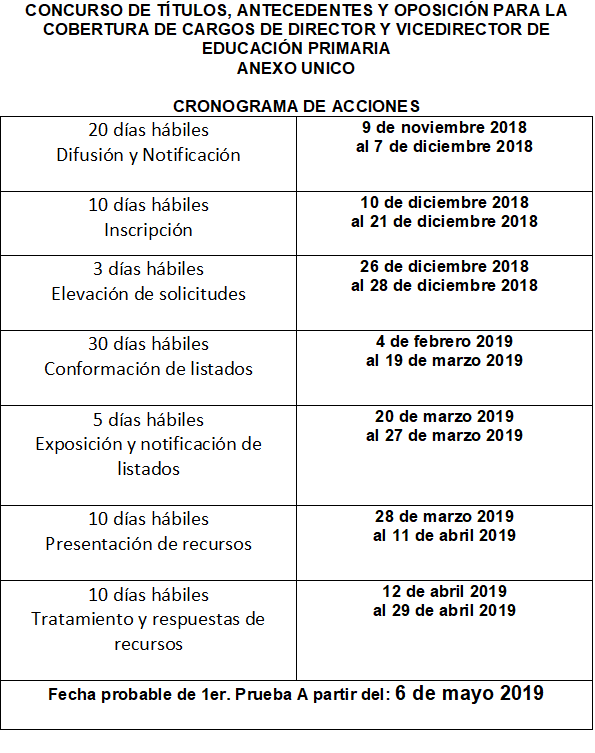 CONCURSO DE TÍTULOS, ANTECEDENTES Y OPOSICIÓN PARA LA
COBERTURA DE CARGOS DE DIRECTOR Y VICEDIRECTOR DE
EDUCACIÓN PRIMARIA
ANEXO UNICO
CRONOGRAMA DE ACCIONES
20 días hábiles
Difusión y Notificación
9 de noviembre 2018
al 7 de diciembre 2018
10 días hábiles
Inscripción
10 de diciembre 2018
al 21 de diciembre 2018
3 días hábiles
Elevación de solicitudes
26 de diciembre 2018
al 28 de diciembre 2018
30 días hábiles
Conformación de listados
4 de febrero 2019
al 19 de marzo 2019
5 días hábiles
Exposición y notificación de
listados
20 de marzo 2019
al 27 de marzo 2019
10 días hábiles
Presentación de recursos
28 de marzo 2019
al 11 de abril 2019
10 días hábiles
Tratamiento y respuestas de
recursos
12 de abril 2019
al 29 de abril 2019
Fecha probable de 1er. Prueba A partir del: 6 de mayo 2019